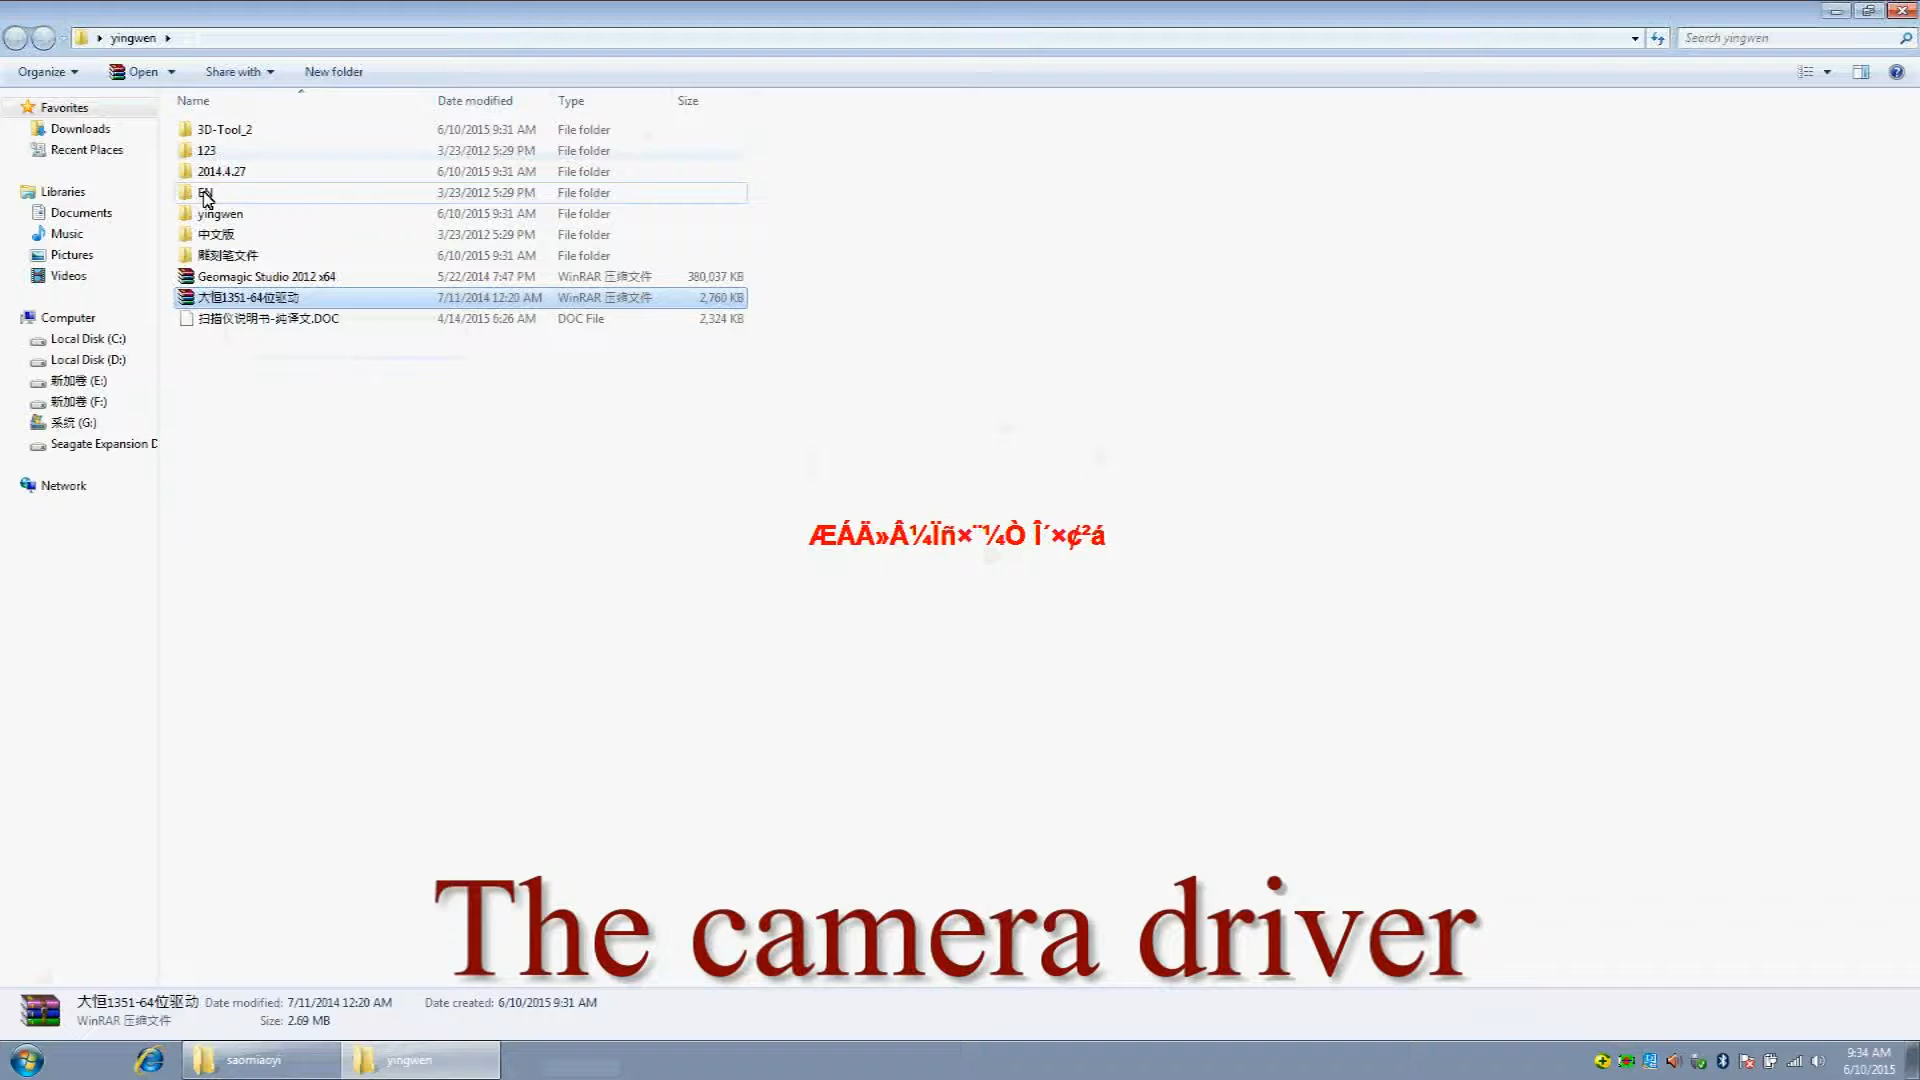 yingwen
Search yingwen
Organize Open Share with New folder
Name Date modified Type Size
Favorites
Downloads
Recent Places
Libraries
Documents
Music
Pictures
Videos
Computer
Local Disk (C:)
Local Disk (D:)
新加卷 (E:)
新加卷 (F:)
系统 (G:)
Seagate Expansion D
Network
3D-Tool_2 6/10/2015 9:31 AM File folder
123 3/23/2012 5:29 PM File folder
2014.4.27 6/10/2015 9:31 AM File folder
EN 3/23/2012 5:29 PM File folder
yingwen 6/10/2015 9:31 AM File folder
中文版 3/23/2012 5:29 PM File folder
雕刻笔文件 6/10/2015 9:31 AM File folder
Geomagic Studio 2012 x64 5/22/2014 7:47 PM WinRAR 压缩文件 380,037 KB
大恒1351-64位驱动 7/11/2014 12:20 AM WinRAR 压缩文件 2,760 KB
扫描仪说明书-纯译文.DOC 4/14/2015 6:26 AM DOC File 2,324 KB
ÆÁÄ»Â¼Ïñ×¨¼Ò Î´×¢²á
The camera driver
大恒1351-64位驱动 Date modified: 7/11/2014 12:20 AM Date created: 6/10/2015 9:31 AM
WinRAR 压缩文件 Size: 2.69 MB
saomiaoyi
yingwen
9:34 AM
6/10/2015